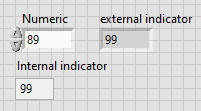 Numeric external indicator
89 99
Internal indicator
99